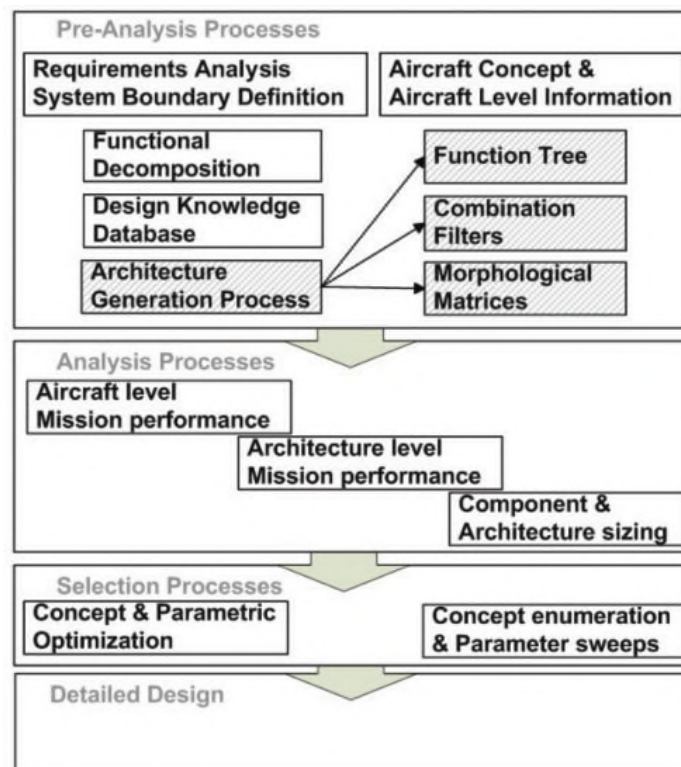 Pre-Analysis Processes
Requirements Analysis
System Boundary Definition
Aircraft Concept &
Aircraft Level Information
Functional
Decomposition
Function Tree
Design Knowledge
Database
Combination
Filters
Architecture
Generation Process
Morphological
Matrices
Analysis Processes
Aircraft level
Mission performance
Architecture level
Mission performance
Component &
Architecture sizing
Selection Processes
Concept & Parametric
Optimization
Concept enumeration
& Parameter sweeps
Detailed Design